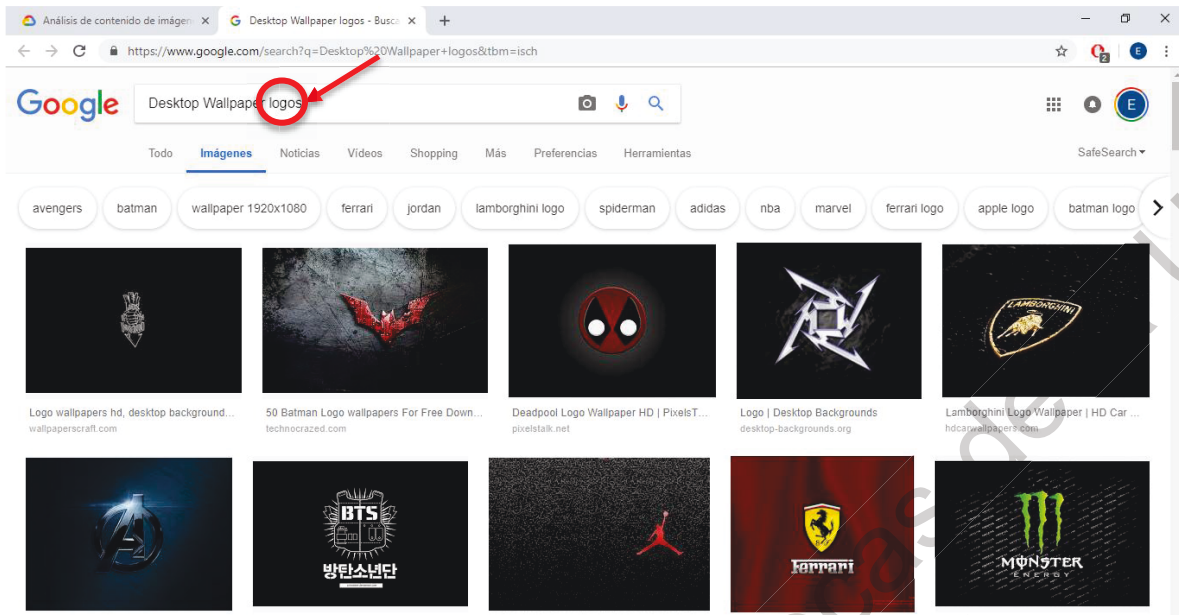 Análisis de contenido de imágen
Desktop Wallpaper logos - Busca
https://www.google.com/search?q=Desktop%20Wallpaper+logos&tbm=isch
2
E
Google
Desktop Wallpaper logos
E
Todo
Imágenes
Noticias
Vídeos
Shopping
Más
Preferencias
Herramientas
SafeSearch
avengers
batman
wallpaper 1920x1080
ferrari
jordan
lamborghini logo
spiderman
adidas
nba
marvel
ferrari logo
apple logo
batman logo
LAMBORGHINI
Logo wallpapers hd, desktop background...
wallpaperscraft.com
50 Batman Logo wallpapers For Free Down...
technocrazed.com
Deadpool Logo Wallpaper HD | PixelsT...
pixelstalk.net
Logo | Desktop Backgrounds
desktop-backgrounds.org
Lamborghini Logo Wallpaper | HD Car ...
hdcarwallpapers.com
BTS
방탄소년단
Ferrari
MONSTER
ENERGY